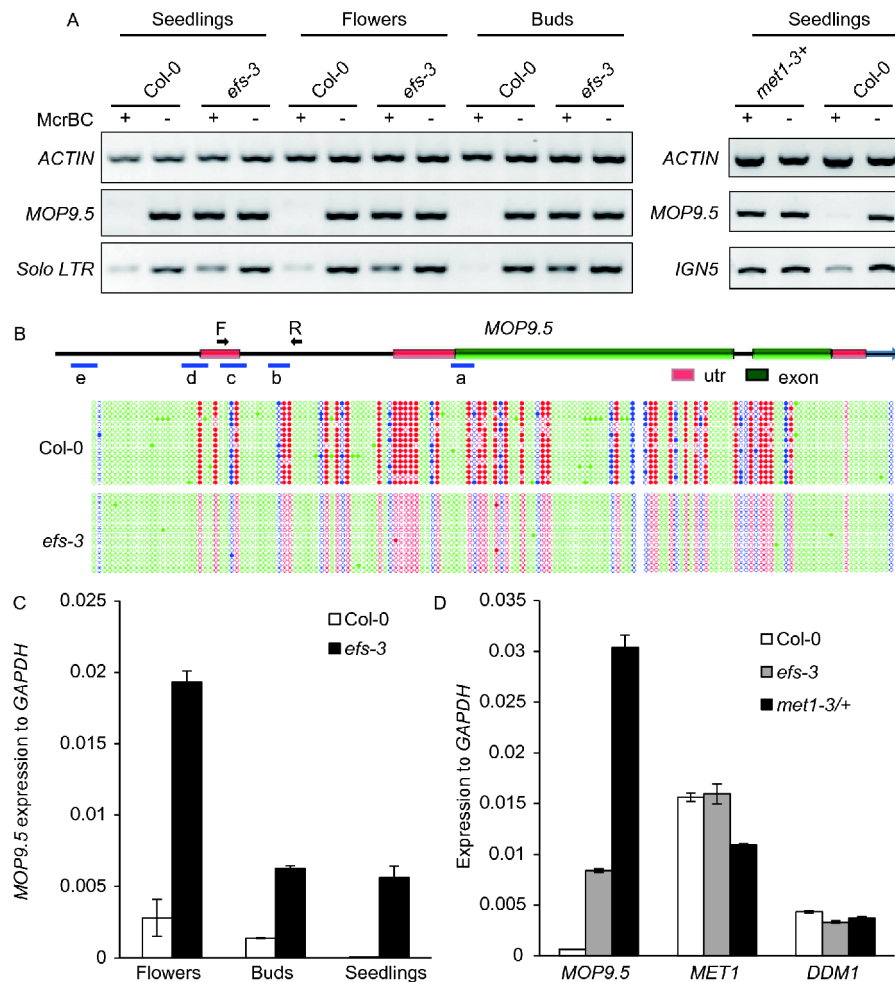 A
Seedlings Flowers Buds Seedlings
Col-0 efs-3 Col-0 efs-3 Col-0 efs-3 met1-3+ Col-0
McrBC + - + - + - + - + - + - + - + -
ACTIN ACTIN
MOP9.5 MOP9.5
Solo LTR IGN5
B
F R MOP9.5
e d c b a utr exon
Col-0
efs-3
C
0.025
0.02
0.015
0.01
0.005
0
MOP9.5 expression to GAPDH
Col-0
efs-3
Flowers Buds Seedlings
D
0.035
0.03
0.025
0.02
0.015
0.01
0.005
0
Expression to GAPDH
Col-0
efs-3
met1-3/+
MOP9.5 MET1 DDM1